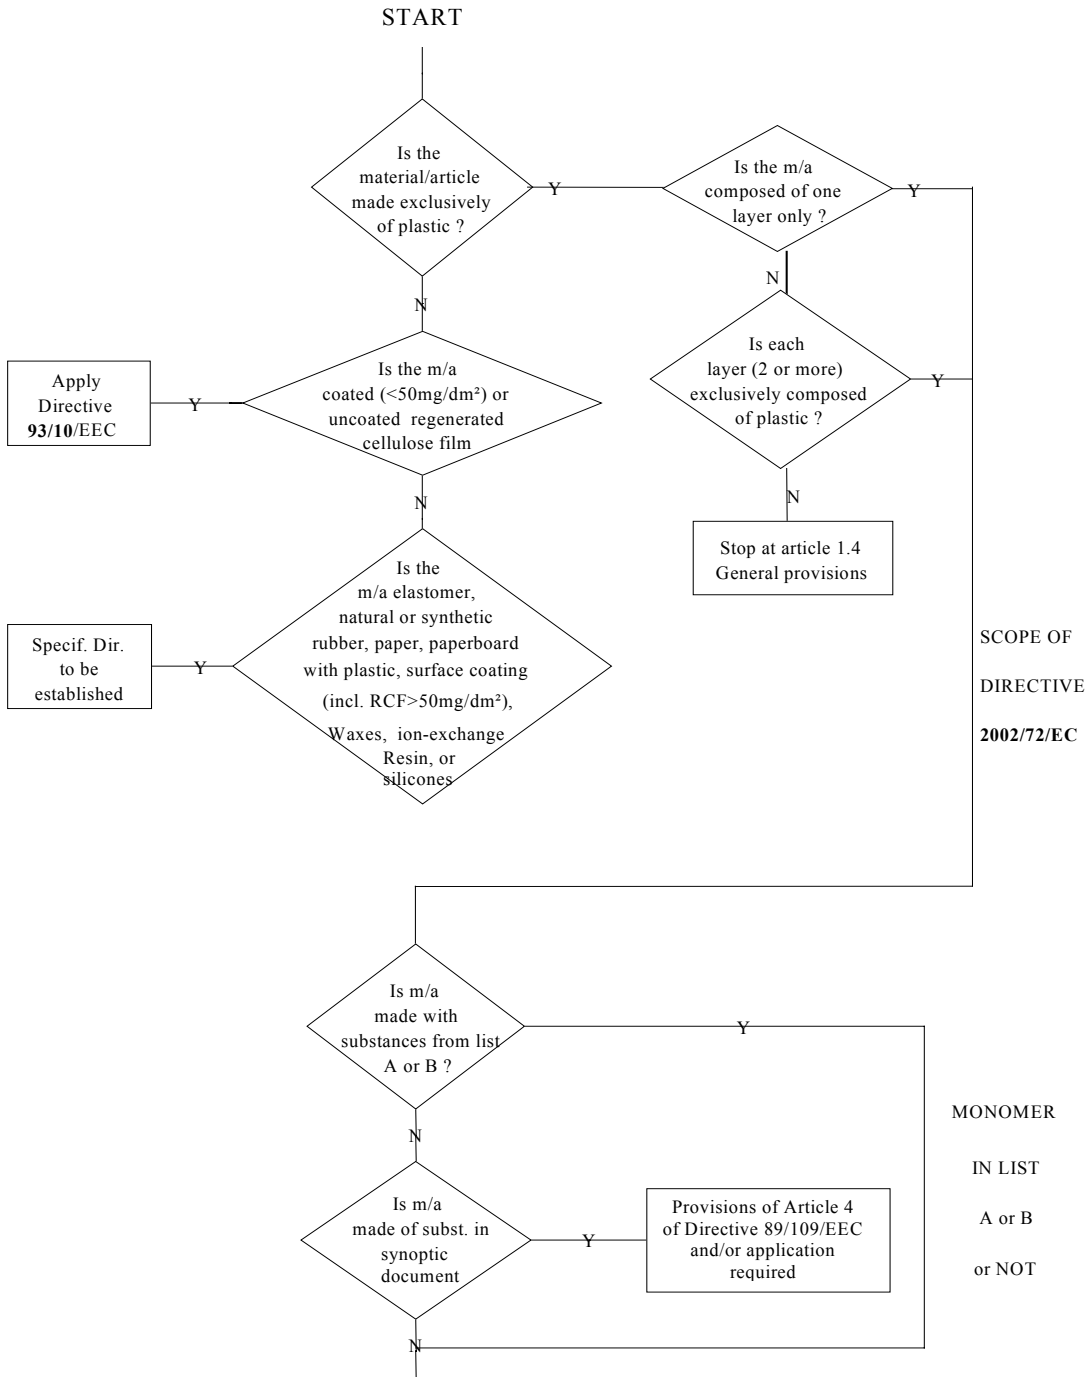 START
Is the
material/article
made exclusively
of plastic ?
Y
Is the m/a
composed of one
layer only ?
Y
N
N
Is the m/a
coated (<50mg/dm²) or
uncoated regenerated
cellulose film
Y
Apply
Directive
93/10/EEC
Is each
layer (2 or more)
exclusively composed
of plastic ?
Y
N
N
Stop at article 1.4
General provisions
Is the
m/a elastomer,
natural or synthetic
rubber, paper, paperboard
with plastic, surface coating
(incl. RCF>50mg/dm²),
Waxes, ion-exchange
Resin, or
silicones
Y
Specif. Dir.
to be
established
SCOPE OF
DIRECTIVE
2002/72/EC
Is m/a
made with
substances from list
A or B ?
Y
N
MONOMER
IN LIST
A or B
or NOT
Is m/a
made of subst. in
synoptic
document
Y
Provisions of Article 4
of Directive 89/109/EEC
and/or application
required
N